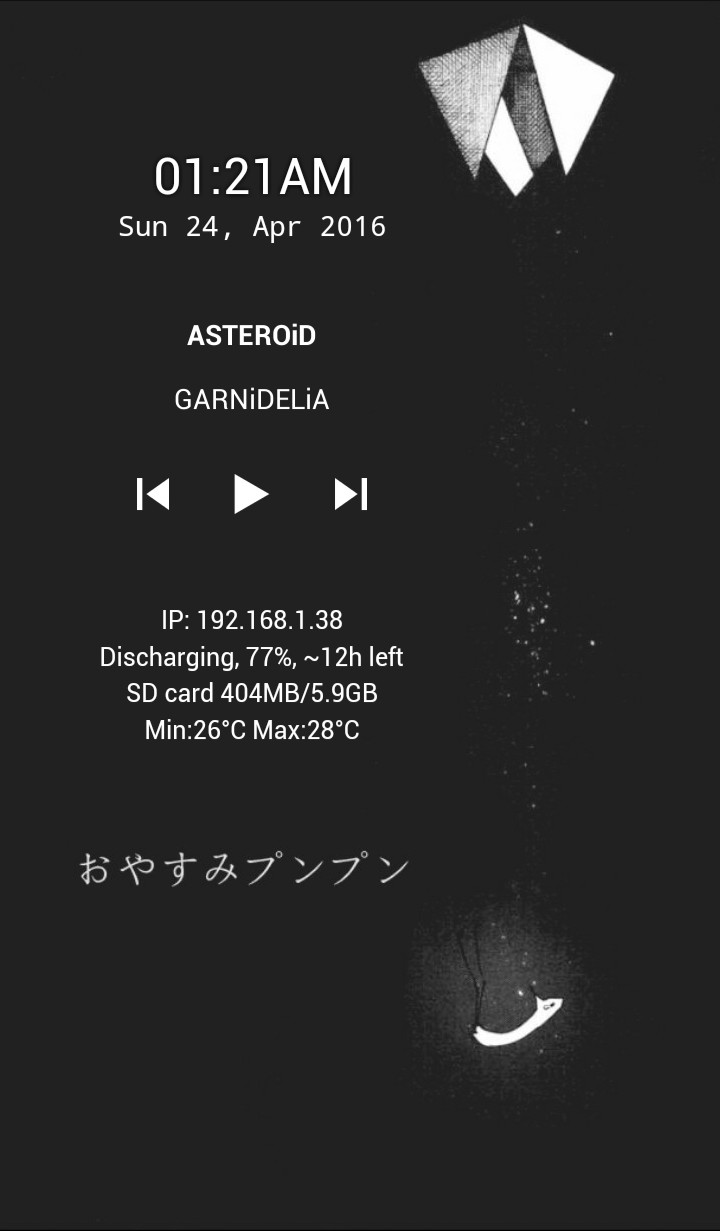 01:21AM
Sun 24, Apr 2016
ASTEROiD
GARNiDELiA
IP: 192.168.1.38
Discharging, 77%, ~12h left
SD card 404MB/5.9GB
Min:26°C Max:28°C
おやすみプンプン